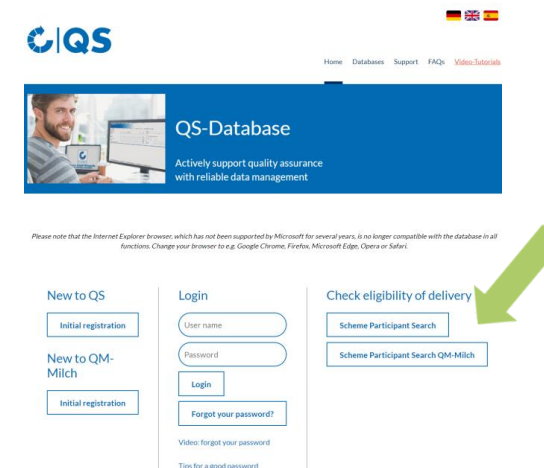 QS
Home Databases Support FAQs Video-Tutorials
QS-Database
Actively support quality assurance
with reliable data management
Please note that the Internet Explorer browser, which has not been supported by Microsoft for several years, is no longer compatible with the database in all
functions. Change your browser to e.g. Google Chrome, Firefox, Microsoft Edge, Opera or Safari.
New to QS
Initial registration
New to QM-
Milch
Initial registration
Login
User name
Password
Login
Forgot your password?
Video: forgot your password
Tips for a good password
Check eligibility of delivery
Scheme Participant Search
Scheme Participant Search QM-Milch